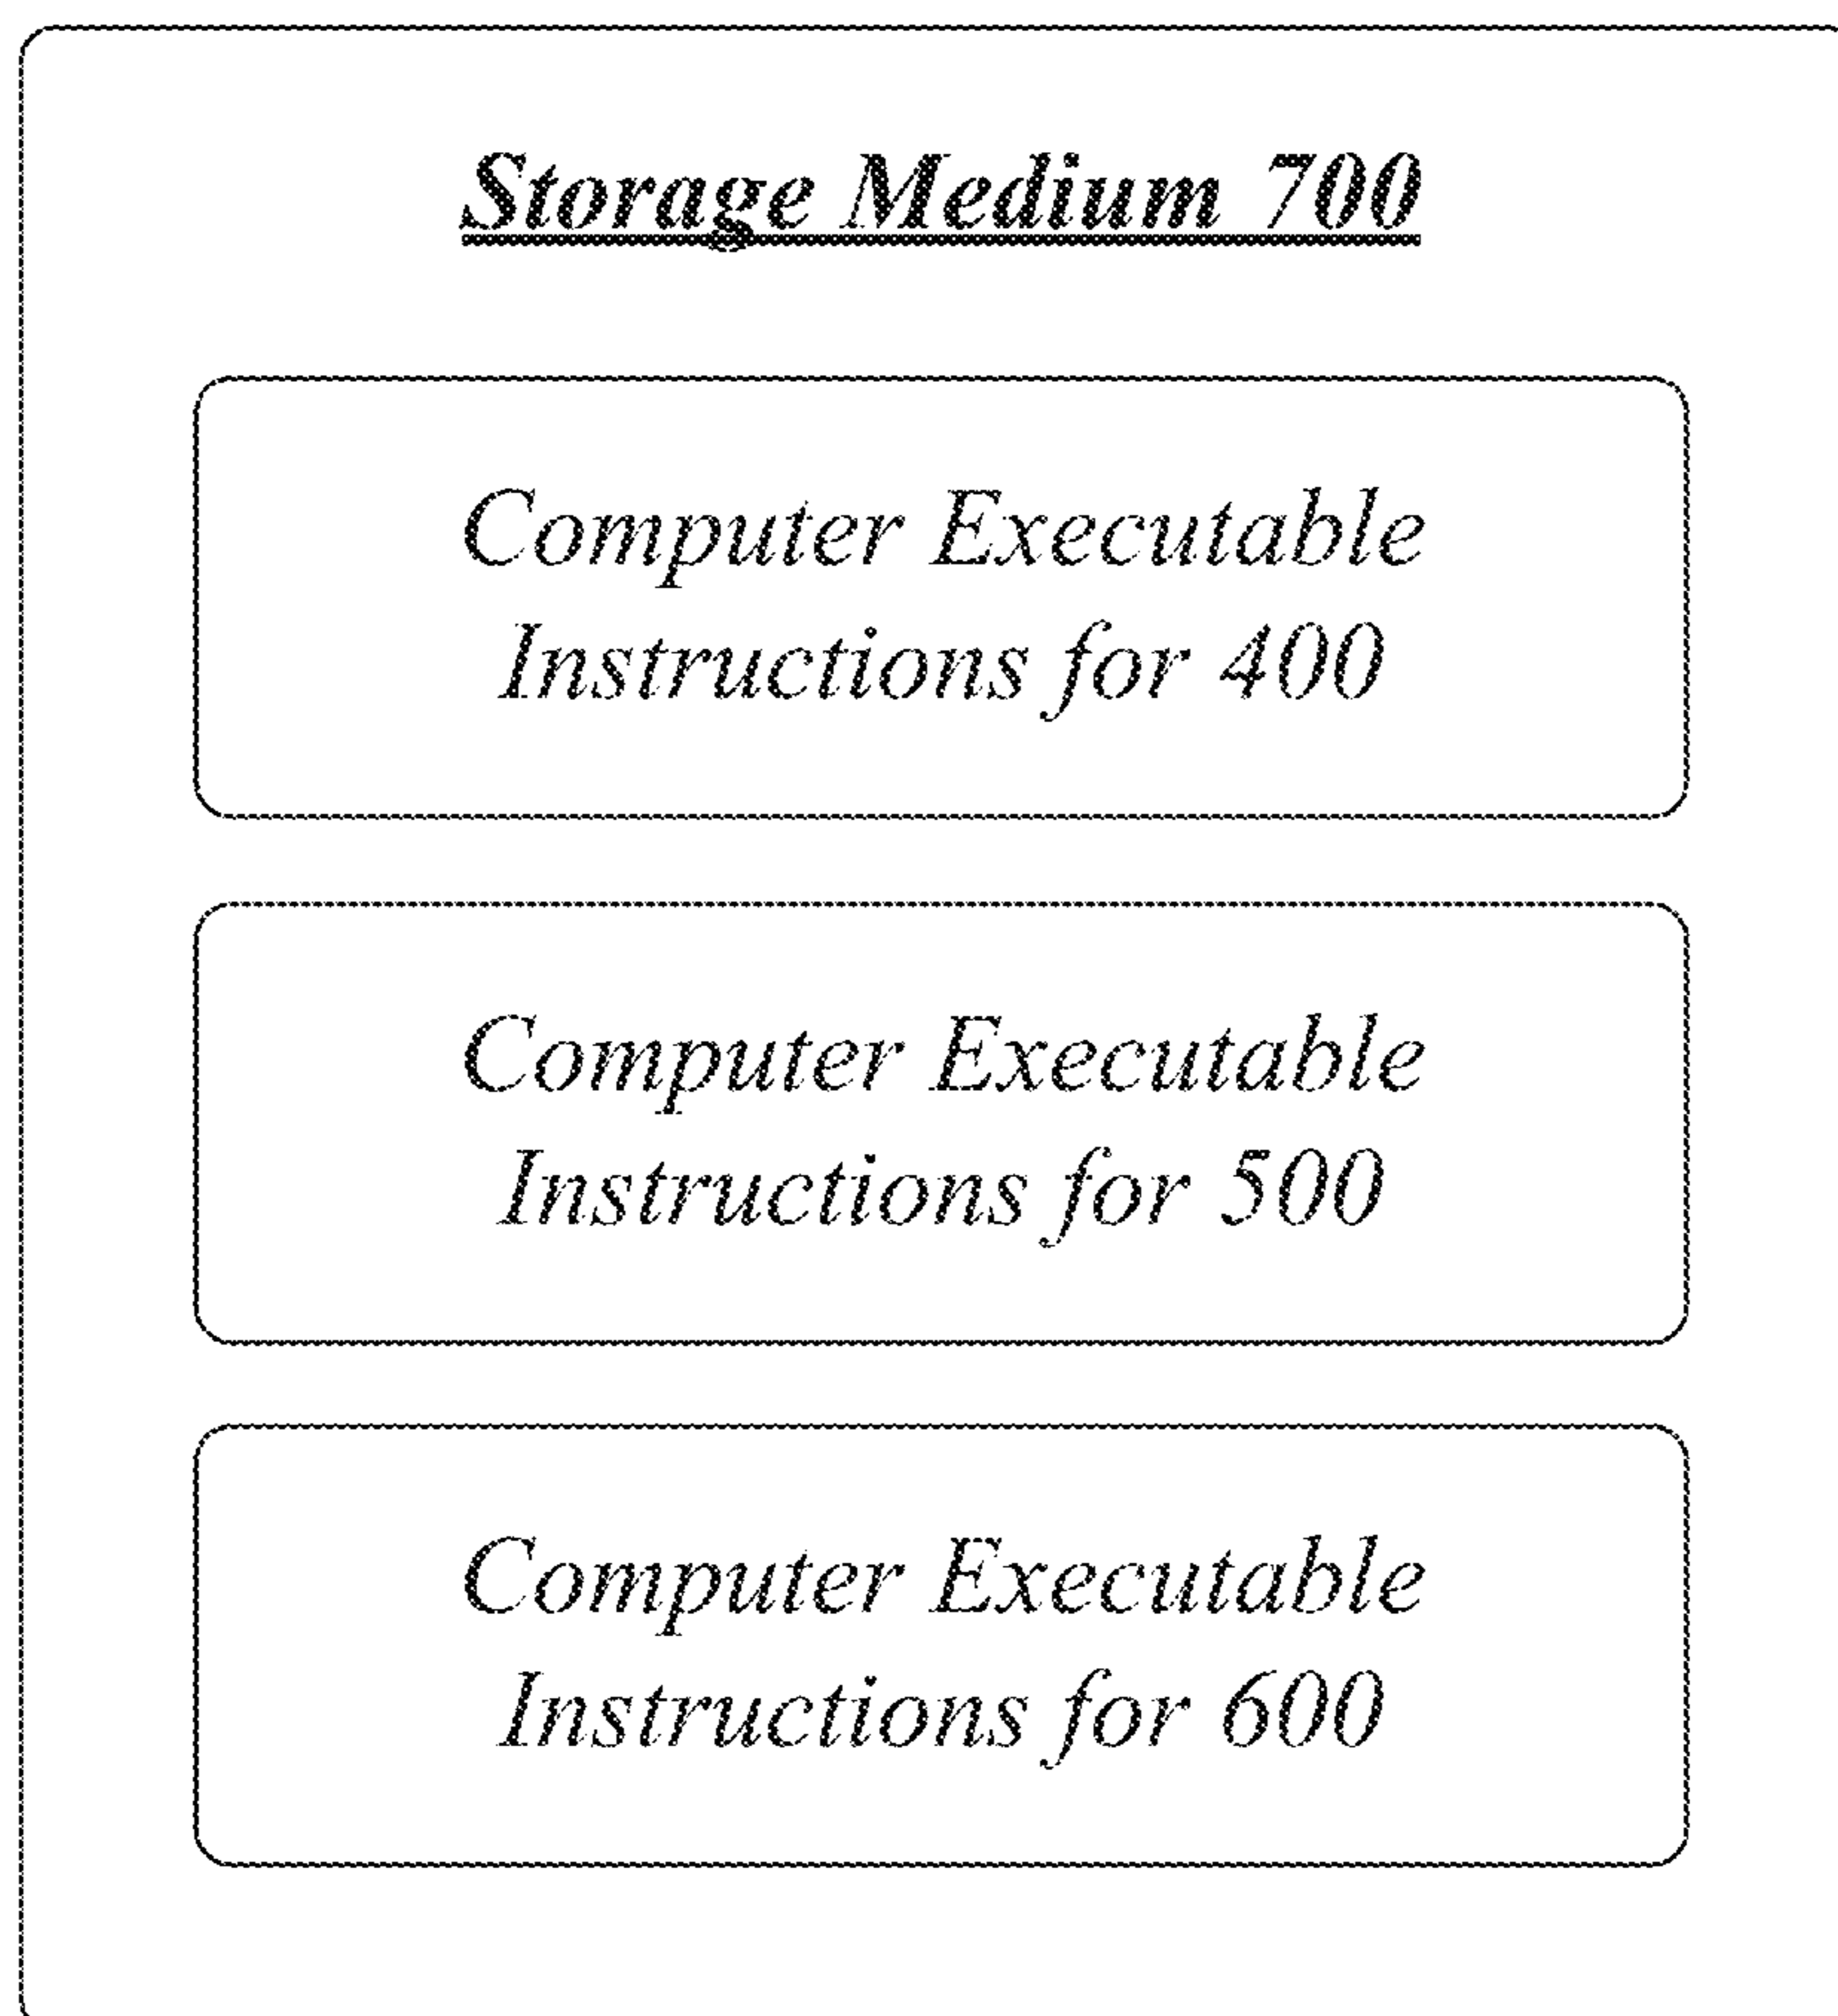 Storage Medium 700
Computer Executable
Instructions for 400
Computer Executable
Instructions for 500
Computer Executable
Instructions for 600